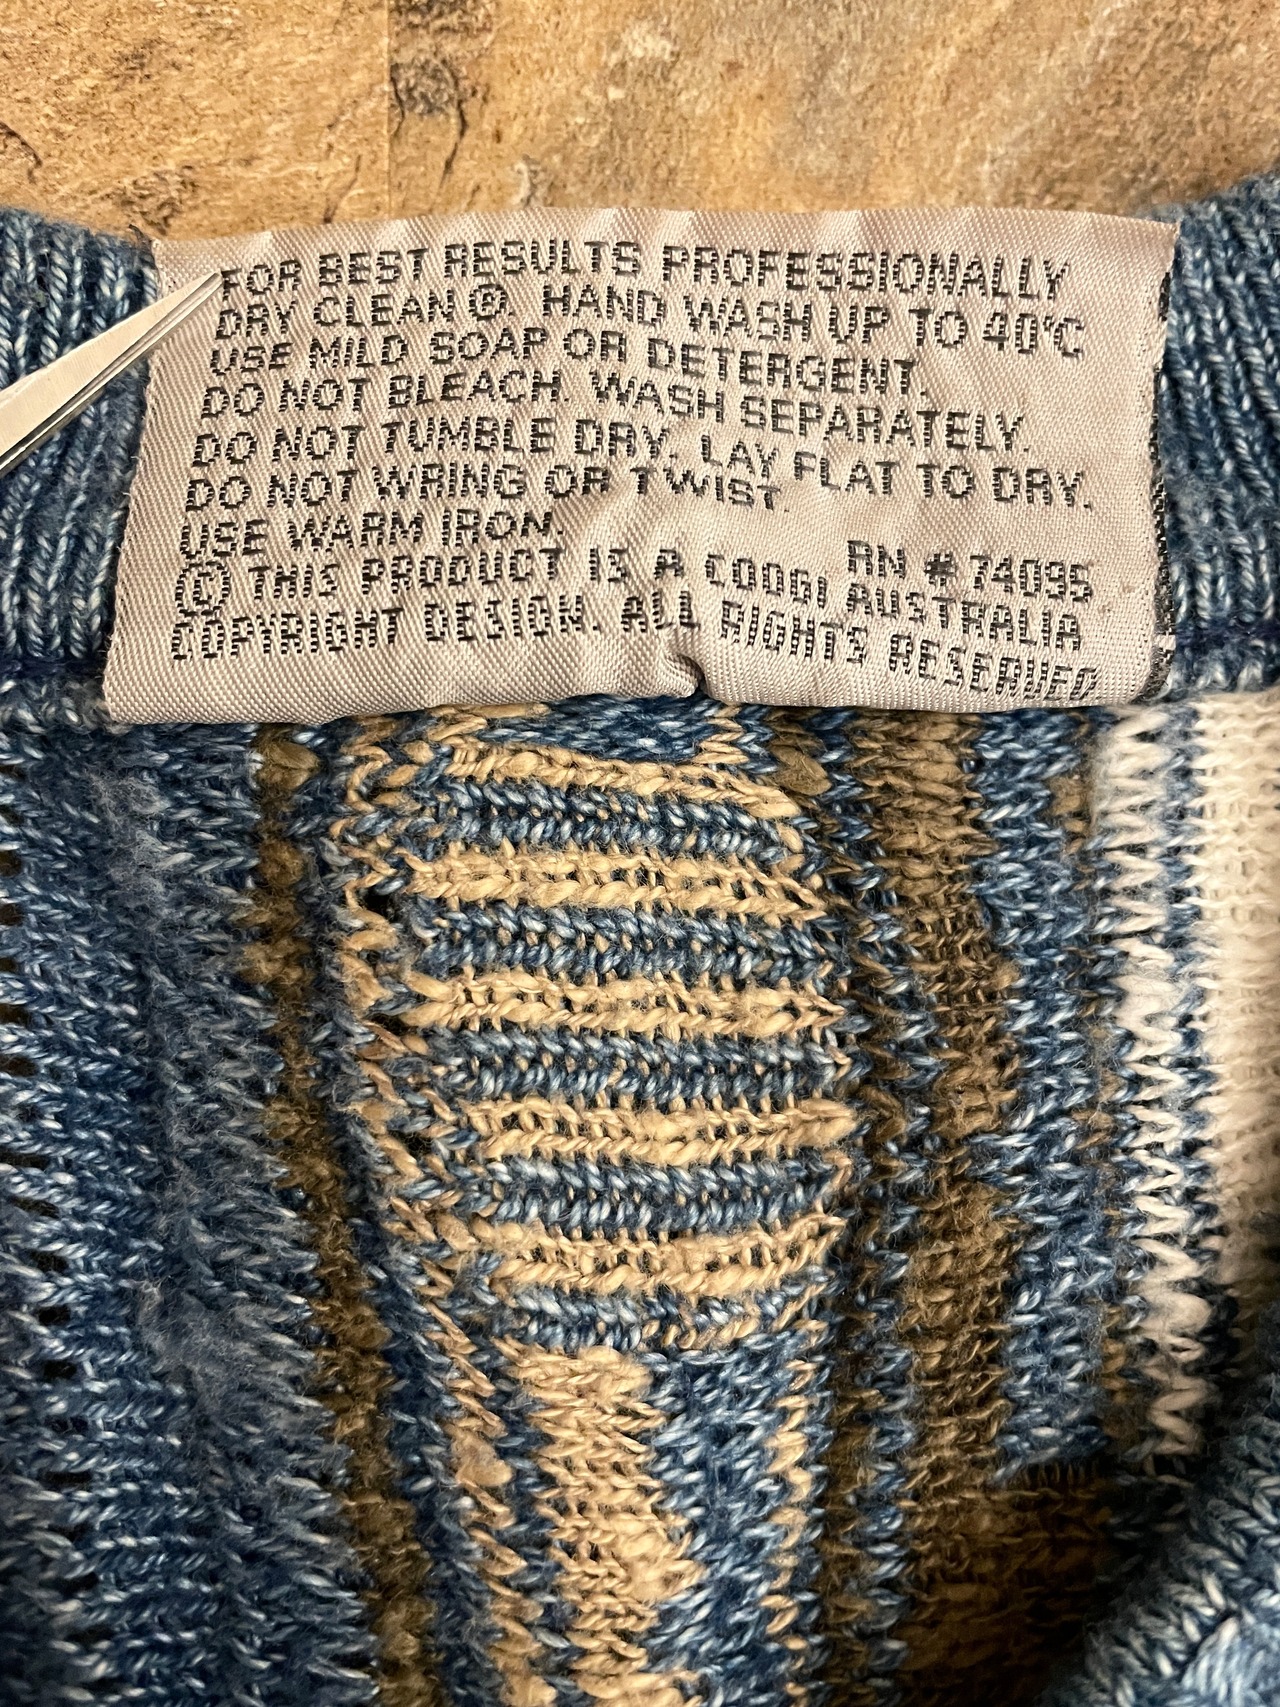 FOR BEST RESULTS PROFESSIONALLY
DRY CLEAN Ⓟ. HAND WASH UP TO 40°C
USE MILD SOAP OR DETERGENT.
DO NOT BLEACH. WASH SEPARATELY.
DO NOT TUMBLE DRY. LAY FLAT TO DRY.
DO NOT WRING OR TWIST.
USE WARM IRON. RN # 74095
© THIS PRODUCT IS A COOGI AUSTRALIA
COPYRIGHT DESIGN. ALL RIGHTS RESERVED